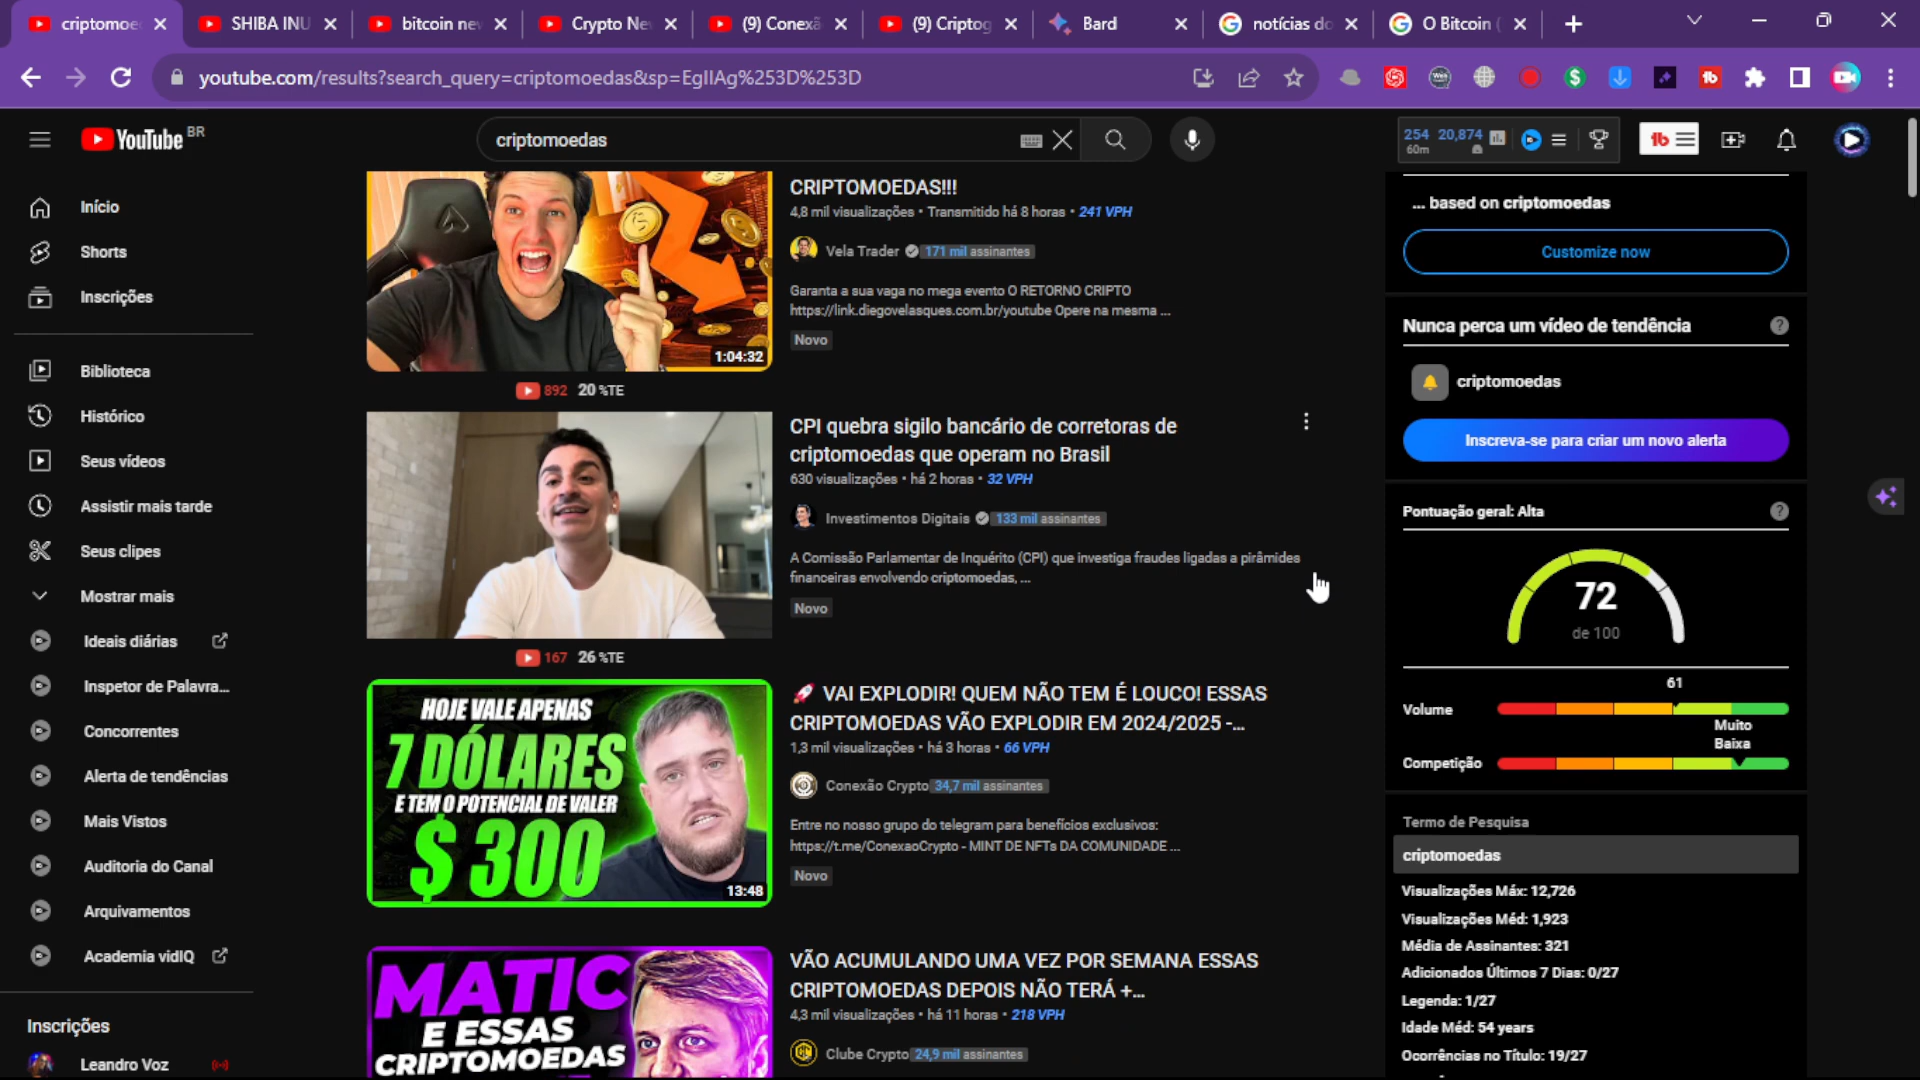 criptomoe
SHIBA INU
bitcoin nev
Crypto Ne
(9) Conexã
(9) Criptog
Bard
notícias do
O Bitcoin (
youtube.com/results?search_query=criptomoedas&sp=EgIIAg%253D%253D
YouTube BR
criptomoedas
254 20,874
60m
Início
Shorts
Inscrições
Biblioteca
Histórico
Seus vídeos
Assistir mais tarde
Seus clipes
Mostrar mais
Ideais diárias
Inspetor de Palavra...
Concorrentes
Alerta de tendências
Mais Vistos
Auditoria do Canal
Arquivamentos
Academia vidIQ
Inscrições
Leandro Voz
1:04:32
CRIPTOMOEDAS!!!
4,8 mil visualizações • Transmitido há 8 horas • 241 VPH
Vela Trader 171 mil assinantes
Garanta a sua vaga no mega evento O RETORNO CRIPTO
https://link.diegovelasques.com.br/youtube Opere na mesma ...
Novo
892 20 %TE
CPI quebra sigilo bancário de corretoras de
criptomoedas que operam no Brasil
630 visualizações • há 2 horas • 32 VPH
Investimentos Digitais 133 mil assinantes
A Comissão Parlamentar de Inquérito (CPI) que investiga fraudes ligadas a pirâmides
financeiras envolvendo criptomoedas, ...
Novo
167 26 %TE
HOJE VALE APENAS
7 DÓLARES
E TEM O POTENCIAL DE VALER
$ 300
13:48
🚀 VAI EXPLODIR! QUEM NÃO TEM É LOUCO! ESSAS
CRIPTOMOEDAS VÃO EXPLODIR EM 2024/2025 -...
1,3 mil visualizações • há 3 horas • 66 VPH
Conexão Crypto 34,7 mil assinantes
Entre no nosso grupo do telegram para benefícios exclusivos:
https://t.me/ConexaoCrypto - MINT DE NFTs DA COMUNIDADE ...
Novo
MATIC
E ESSAS
CRIPTOMOEDAS
VÃO ACUMULANDO UMA VEZ POR SEMANA ESSAS
CRIPTOMOEDAS DEPOIS NÃO TERÁ +...
4,3 mil visualizações • há 11 horas • 218 VPH
Clube Crypto 24,9 mil assinantes
... based on criptomoedas
Customize now
Nunca perca um vídeo de tendência
criptomoedas
Inscreva-se para criar um novo alerta
Pontuação geral: Alta
72
de 100
61
Volume
Muito
Baixa
Competição
Termo de Pesquisa
criptomoedas
Visualizações Máx: 12,726
Visualizações Méd: 1,923
Média de Assinantes: 321
Adicionados Últimos 7 Dias: 0/27
Legenda: 1/27
Idade Méd: 54 years
Ocorrências no Título: 19/27